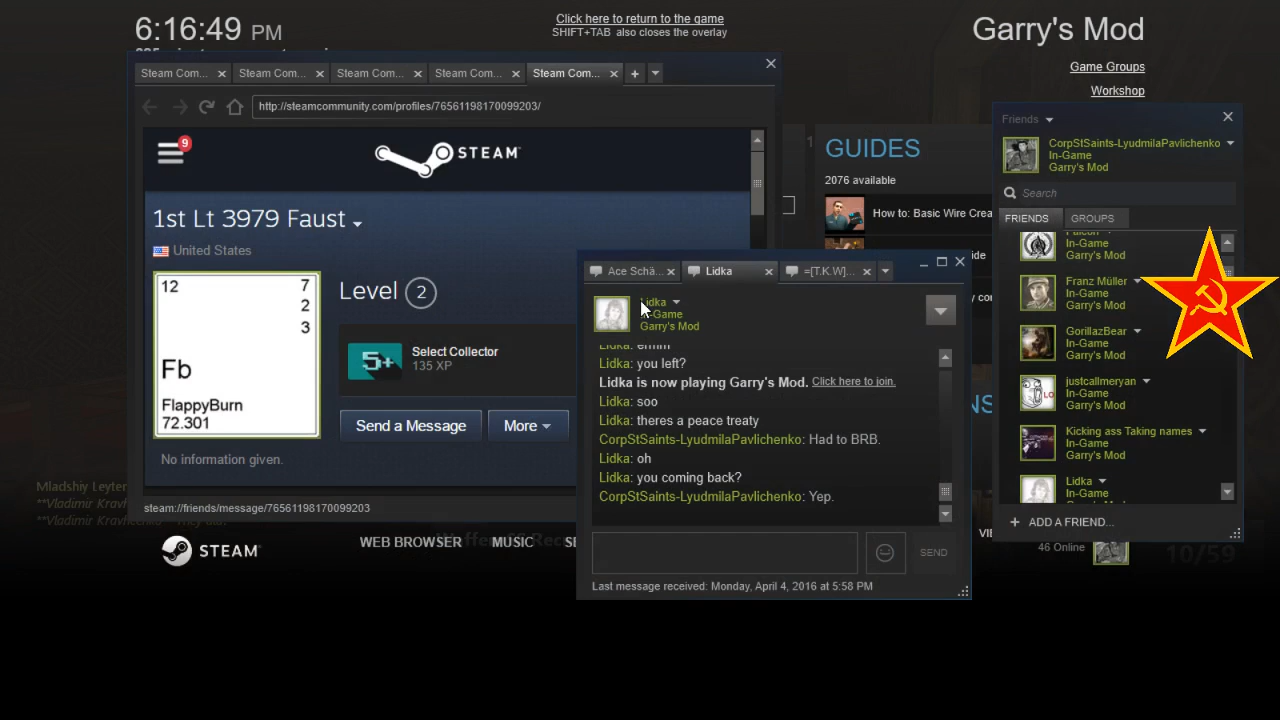 6:16:49 PM
Click here to return to the game
SHIFT+TAB also closes the overlay
Garry's Mod
Game Groups
Workshop
Steam Com...
Steam Com...
Steam Com...
Steam Com...
Steam Com...
http://steamcommunity.com/profiles/76561198170099203/
9
STEAM
1st Lt 3979 Faust
United States
12
7
2
3
Fb
FlappyBurn
72.301
Level 2
5+
Select Collector
135 XP
Send a Message
More
No information given.
steam://friends/message/76561198170099203
GUIDES
2076 available
How to: Basic Wire Crea
Ace Schä...
Lidka
=[T.K.W]...
Lidka
In-Game
Garry's Mod
Lidka: you left?
Lidka is now playing Garry's Mod. Click here to join.
Lidka: soo
Lidka: theres a peace treaty
CorpStSaints-LyudmilaPavlichenko: Had to BRB.
Lidka: oh
Lidka: you coming back?
CorpStSaints-LyudmilaPavlichenko: Yep.
SEND
Last message received: Monday, April 4, 2016 at 5:58 PM
Friends
CorpStSaints-LyudmilaPavlichenko
In-Game
Garry's Mod
Search
FRIENDS
GROUPS
Falcon
In-Game
Garry's Mod
Franz Müller
In-Game
Garry's Mod
GorillazBear
In-Game
Garry's Mod
justcallmeryan
In-Game
Garry's Mod
Kicking ass Taking names
In-Game
Garry's Mod
Lidka
In-Game
+ ADD A FRIEND...
46 Online
10/59
Mladshiy Leyter
**Vladimir Kravh
STEAM
WEB BROWSER
MUSIC